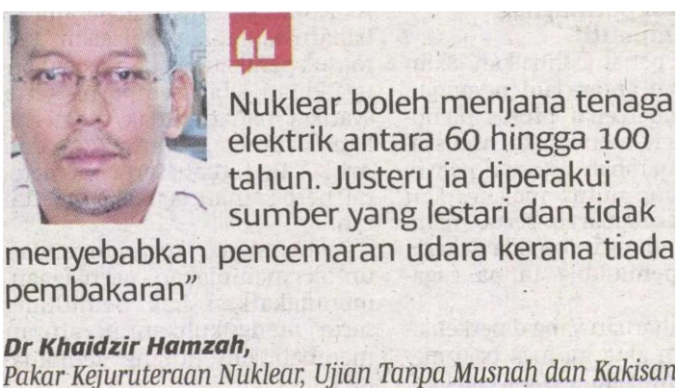 Nuklear boleh menjana tenaga
elektrik antara 60 hingga 100
tahun. Justeru ia diperakui
sumber yang lestari dan tidak
menyebabkan pencemaran udara kerana tiada
pembakaran”
Dr Khaidzir Hamzah,
Pakar Kejuruteraan Nuklear, Ujian Tanpa Musnah dan Kakisan